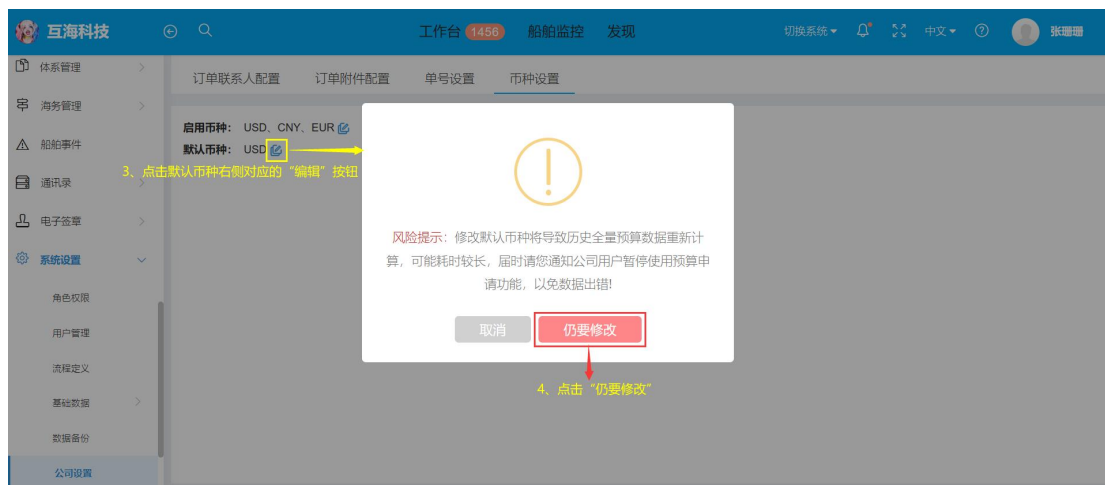 互海科技
工作台 1456 船舶监控 发现
切换系统 中文 张珊珊
体系管理
海务管理
船舶事件
通讯录
电子签章
系统设置
角色权限
用户管理
流程定义
基础数据
数据备份
公司设置
订单联系人配置 订单附件配置 单号设置 币种设置
启用币种： USD、CNY、EUR
默认币种： USD
3、点击默认币种右侧对应的“编辑”按钮
风险提示：修改默认币种将导致历史全量预算数据重新计
算，可能耗时较长，届时请您通知公司用户暂停使用预算申
请功能，以免数据出错!
取消 仍要修改
4、点击“仍要修改”